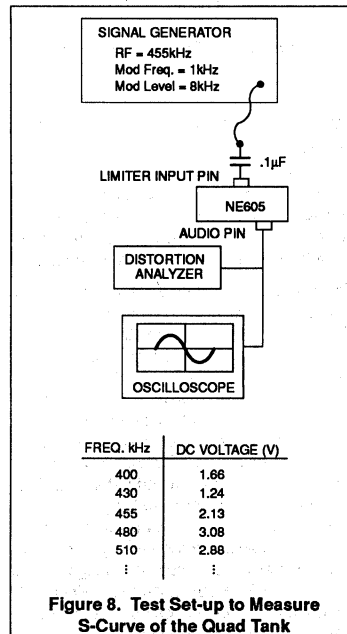 SIGNAL GENERATOR
RF = 455kHz
Mod Freq. = 1kHz
Mod Level = 8kHz
.1µF
LIMITER INPUT PIN
NE605
AUDIO PIN
DISTORTION
ANALYZER
OSCILLOSCOPE
FREQ. kHz DC VOLTAGE (V)
400 1.66
430 1.24
455 2.13
480 3.08
510 2.88
⋮ ⋮
Figure 8. Test Set-up to Measure
S-Curve of the Quad Tank